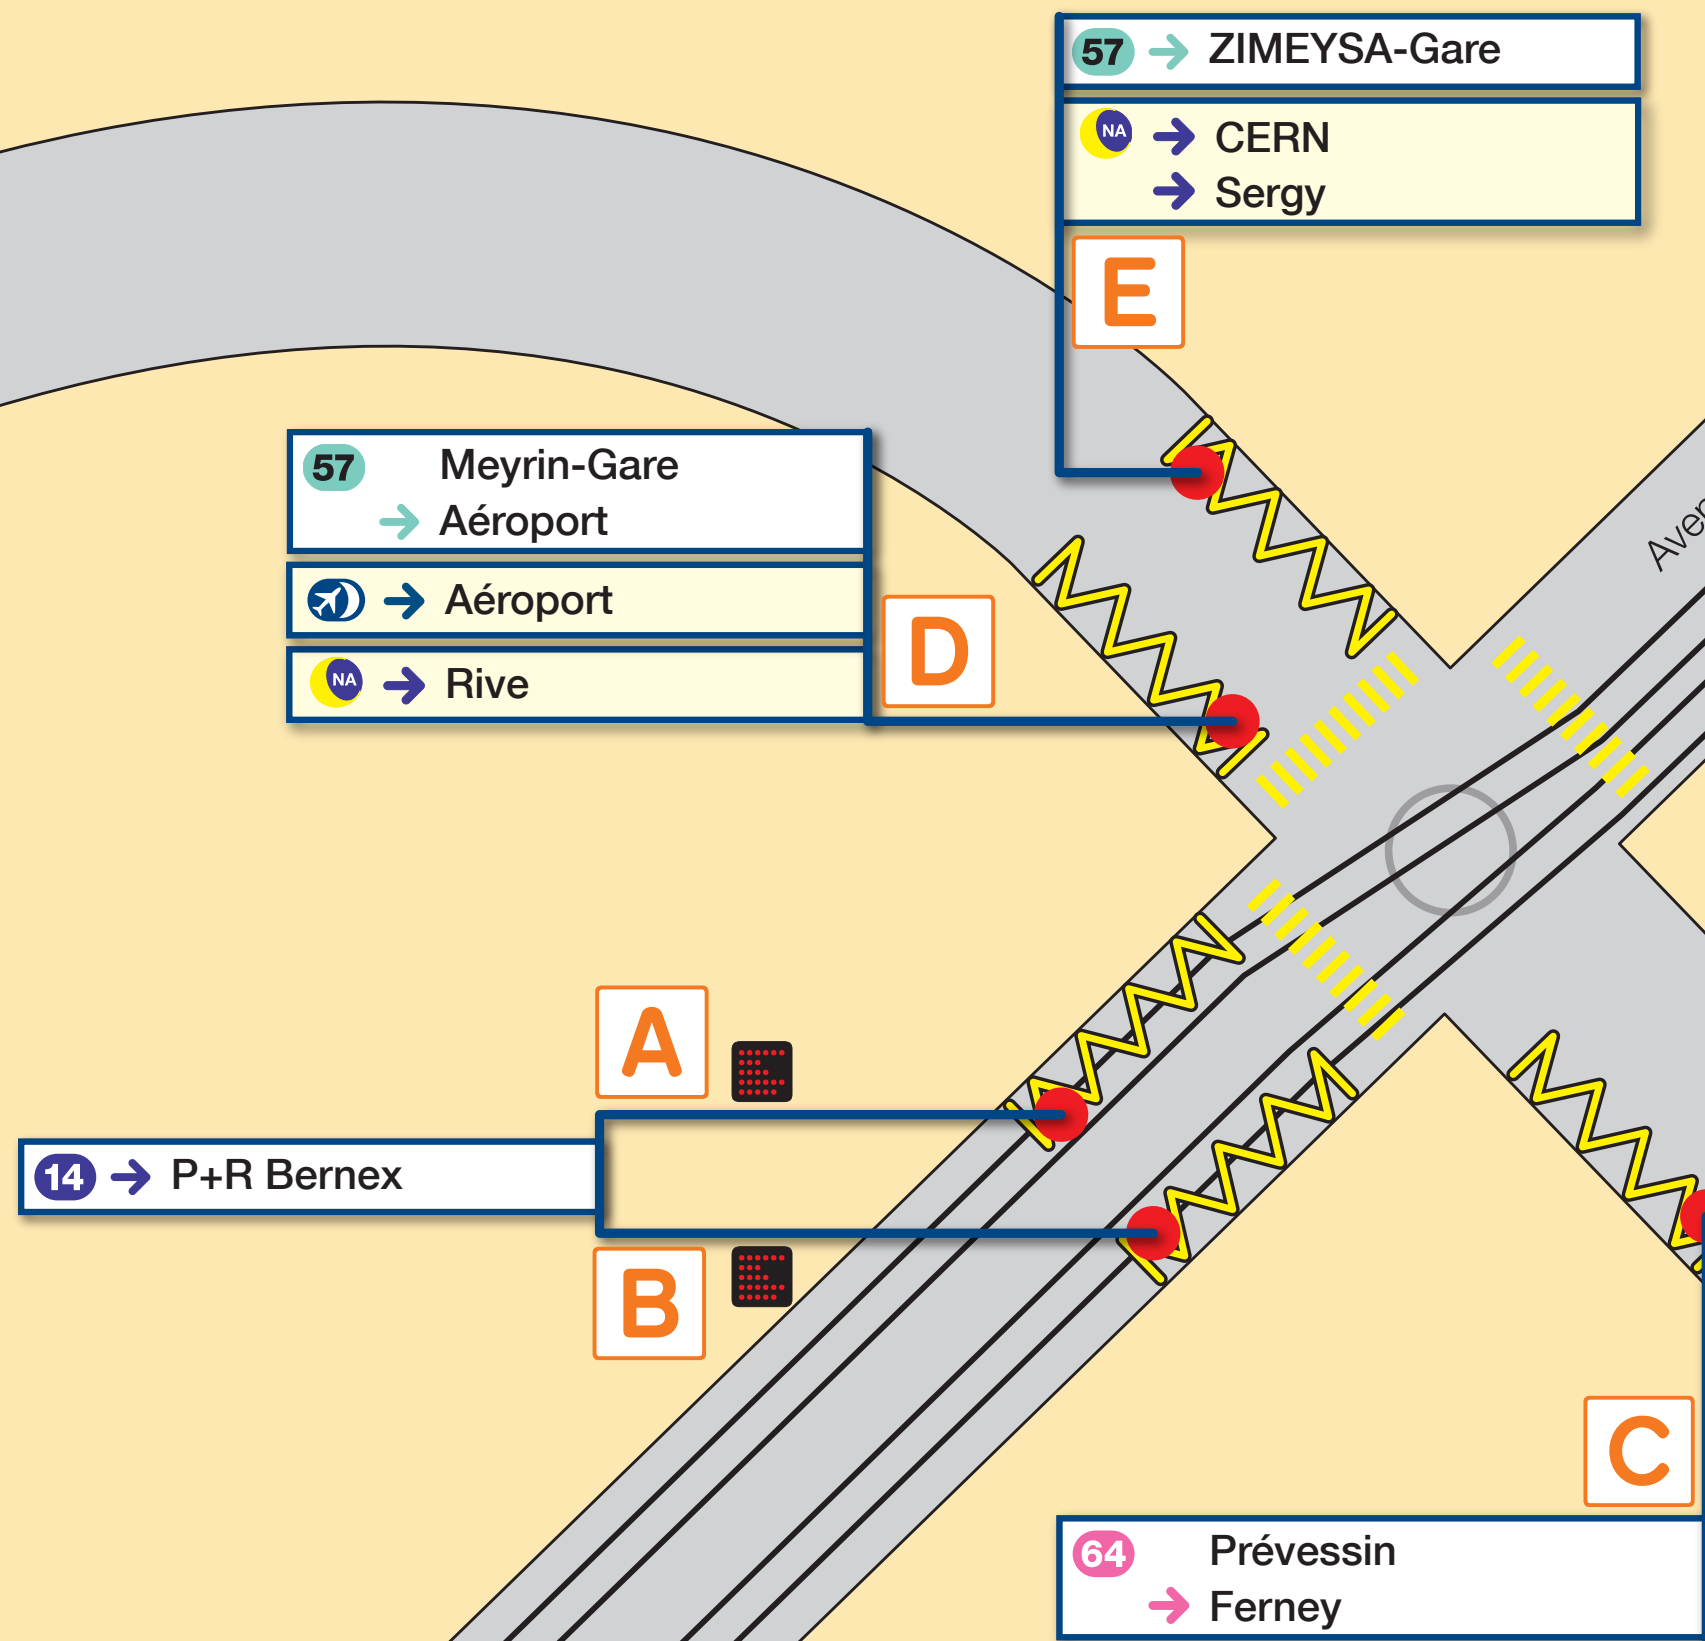 57 → ZIMEYSA-Gare
NA → CERN
→ Sergy
E
57 Meyrin-Gare
→ Aéroport
→ Aéroport
NA → Rive
D
A
14 → P+R Bernex
B
C
64 Prévessin
→ Ferney